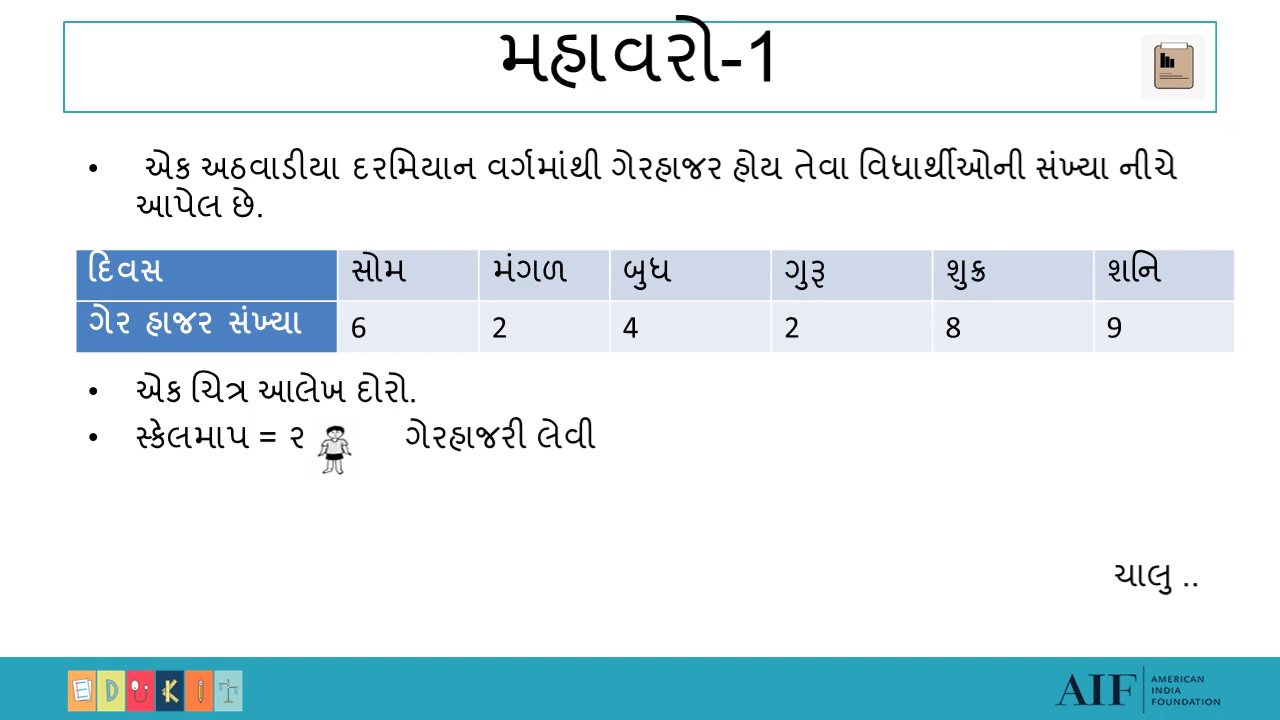 મહાવરો-1
• એક અઠવાડીયા દરમિયાન વર્ગમાંથી ગેરહાજર હોય તેવા વિધાર્થીઓની સંખ્યા નીચે
આપેલ છે.
દિવસ સોમ મંગળ બુધ ગુરૂ શુક્ર શનિ
ગેર હાજર સંખ્યા 6 2 4 2 8 9
• એક ચિત્ર આલેખ દોરો.
• સ્કેલમાપ = ૨ ગેરહાજરી લેવી
ચાલુ ..
EDUKIT
AIF AMERICAN
INDIA
FOUNDATION